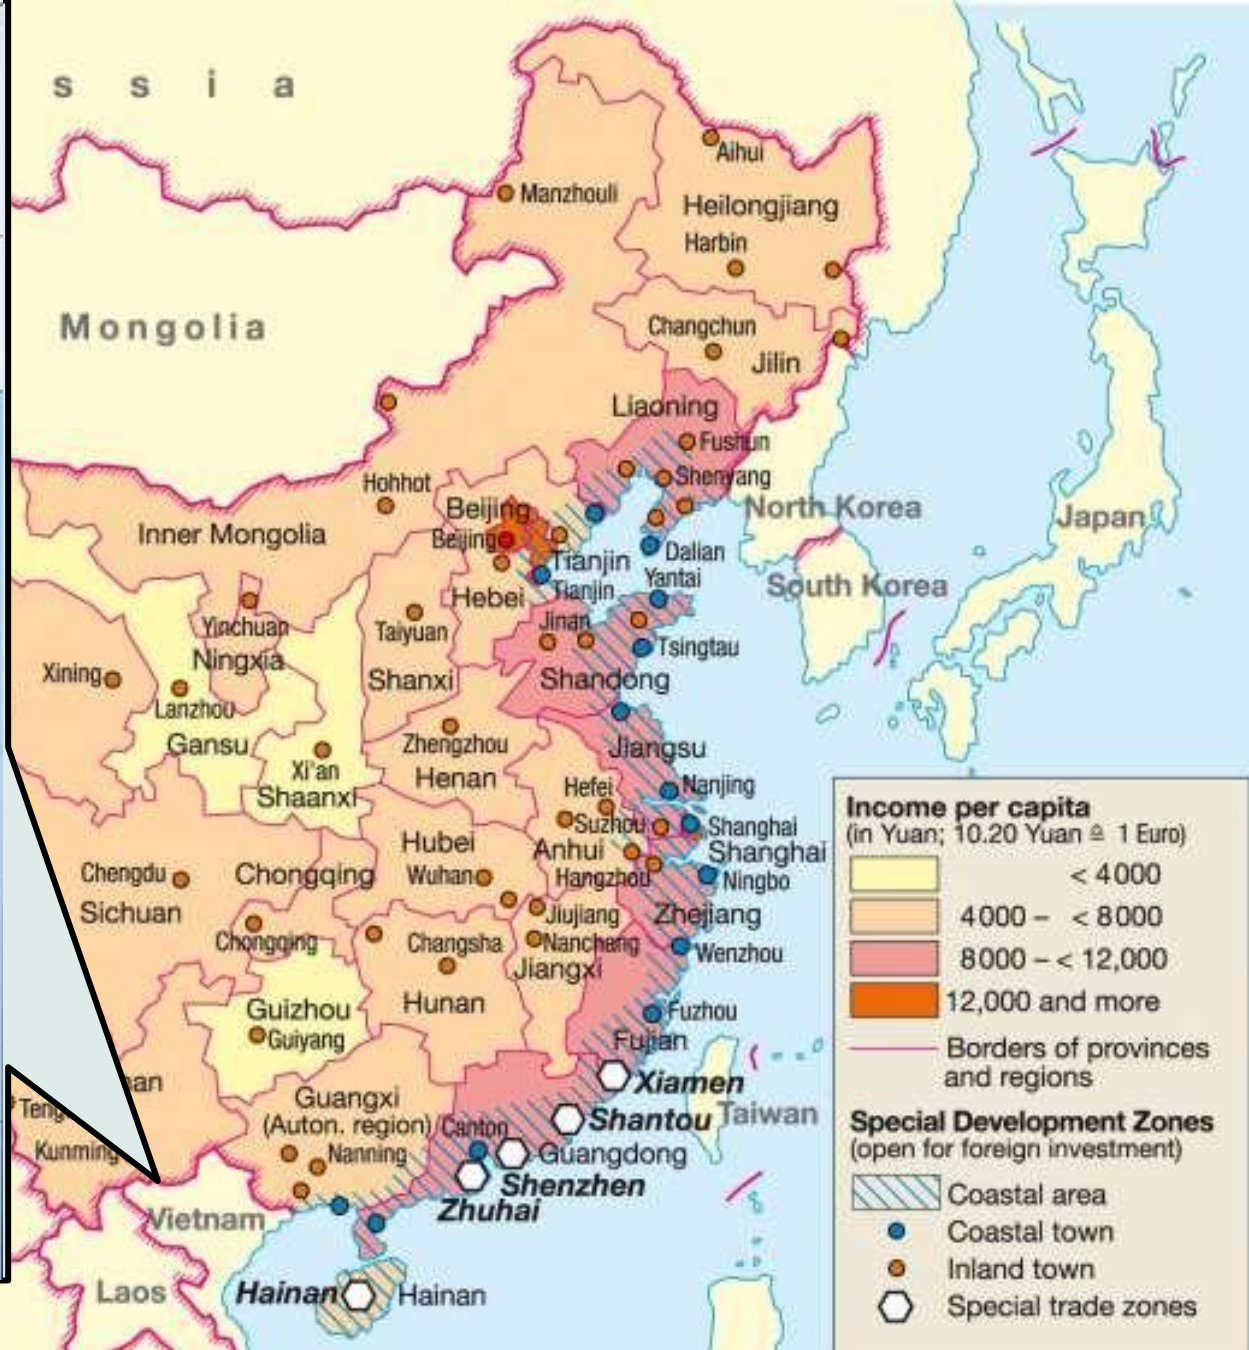 s s i a
Aihui
Manzhouli
Heilongjiang
Harbin
Mongolia
Changchun
Jilin
Liaoning
Fushun
Shenyang
Hohhot
Beijing
North Korea
Japan
Inner Mongolia
Beijing
Dalian
Tianjin
Yantai
South Korea
Tianjin
Hebei
Jinan
Yinchuan
Taiyuan
Tsingtau
Ningxia
Xining
Shanxi
Shandong
Lanzhou
Gansu
Zhengzhou
Jiangsu
Xi'an
Henan
Hefei
Nanjing
Shaanxi
Suzhou
Shanghai
Hubei
Anhui
Shanghai
Chengdu
Chongqing
Wuhan
Hangzhou
Ningbo
Sichuan
Jiujiang
Zhejiang
Chongqing
Changsha
Nanchang
Wenzhou
Jiangxi
Guizhou
Hunan
Fuzhou
Guiyang
Fujian
an
Xiamen
Guangxi
(Auton. region)
Teng
Shantou
Taiwan
Canton
Kunming
Nanning
Guangdong
Shenzhen
Zhuhai
Vietnam
Laos
Hainan
Hainan
Income per capita
(in Yuan; 10.20 Yuan ≙ 1 Euro)
< 4000
4000 – < 8000
8000 – < 12,000
12,000 and more
Borders of provinces
and regions
Special Development Zones
(open for foreign investment)
Coastal area
Coastal town
Inland town
Special trade zones